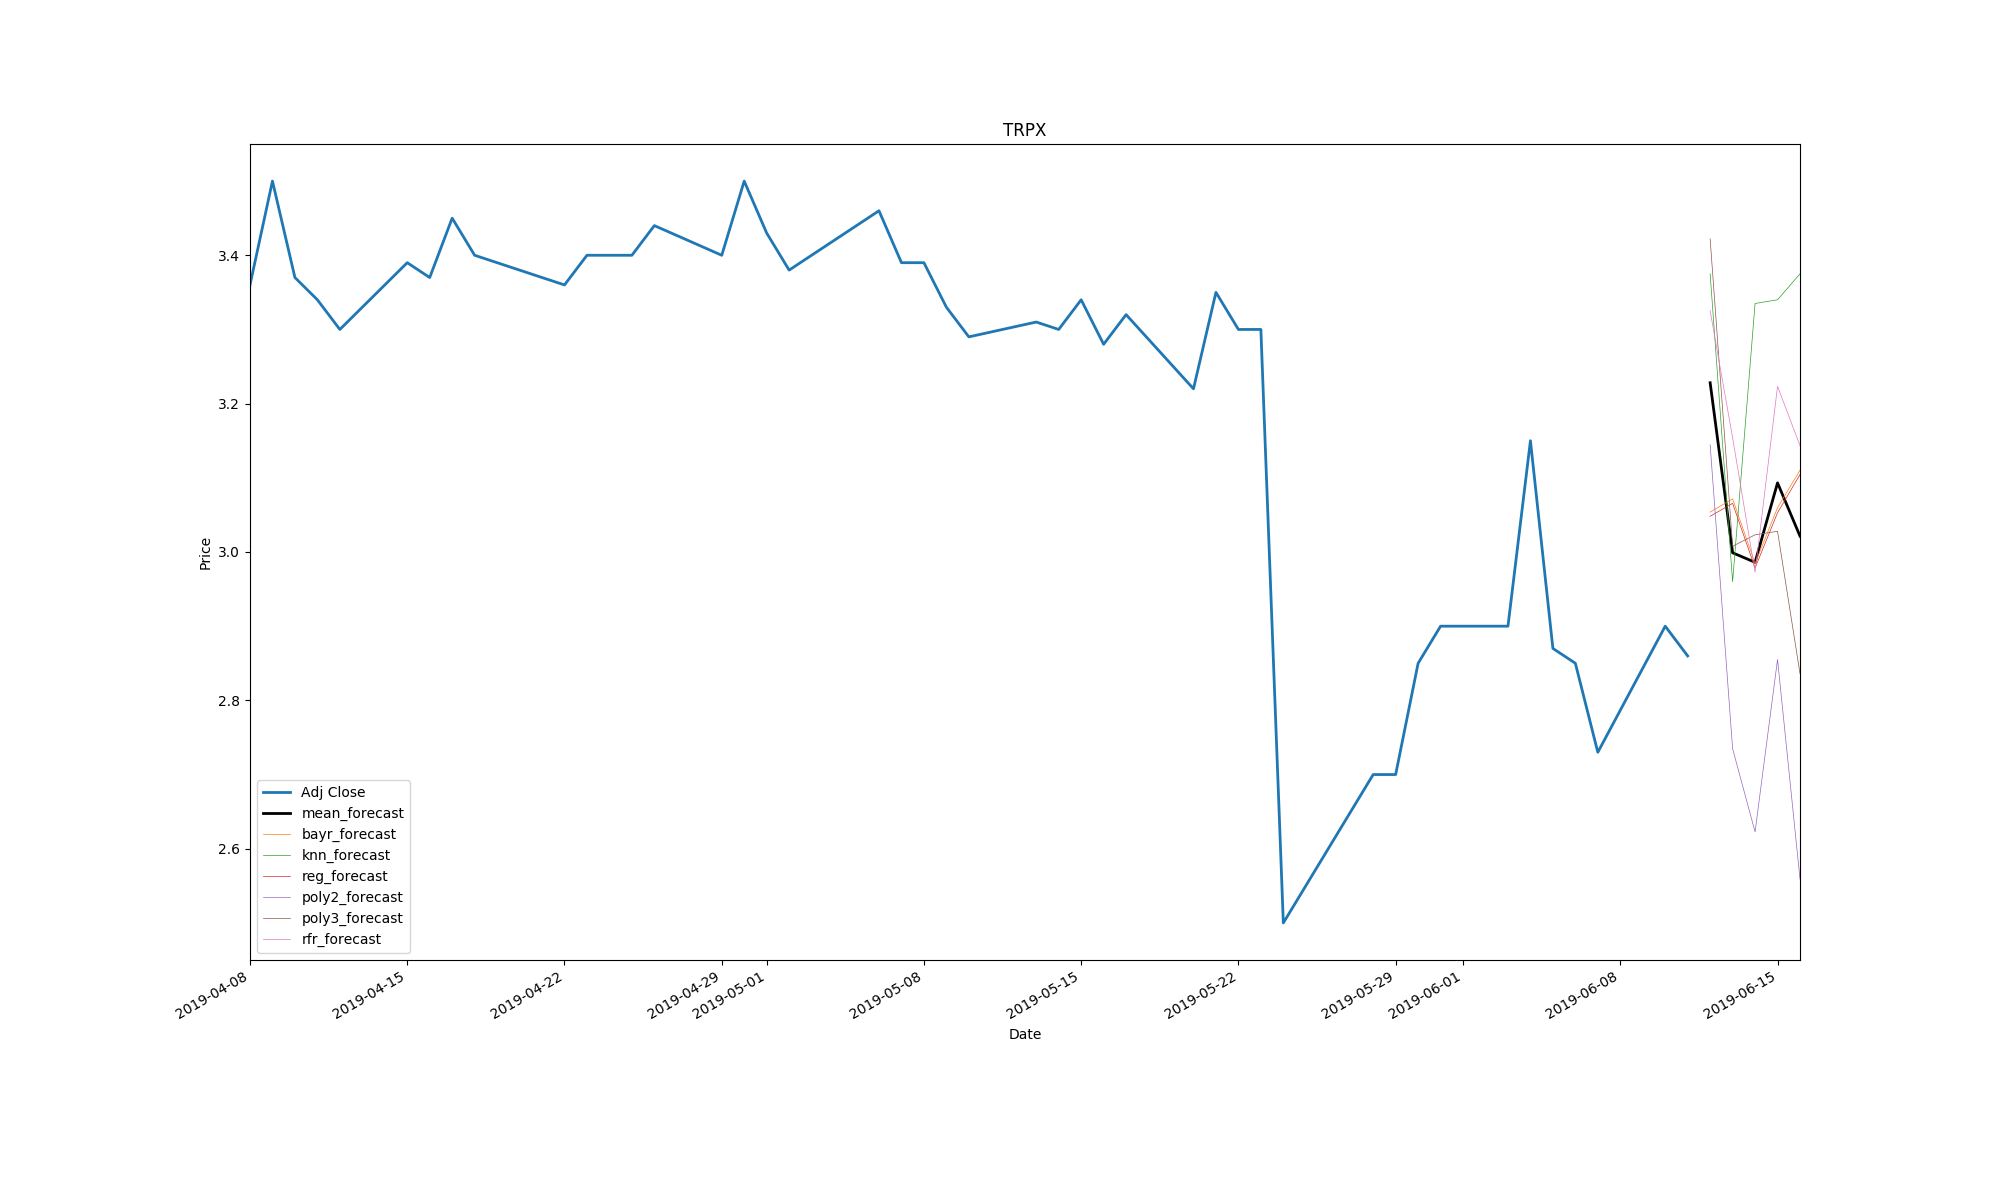 TRPX
3.4
3.2
3.0
2.8
2.6
Price
Adj Close
mean_forecast
bayr_forecast
knn_forecast
reg_forecast
poly2_forecast
poly3_forecast
rfr_forecast
2019-04-08
2019-04-15
2019-04-22
2019-04-29
2019-05-01
2019-05-08
2019-05-15
2019-05-22
2019-05-29
2019-06-01
2019-06-08
2019-06-15
Date